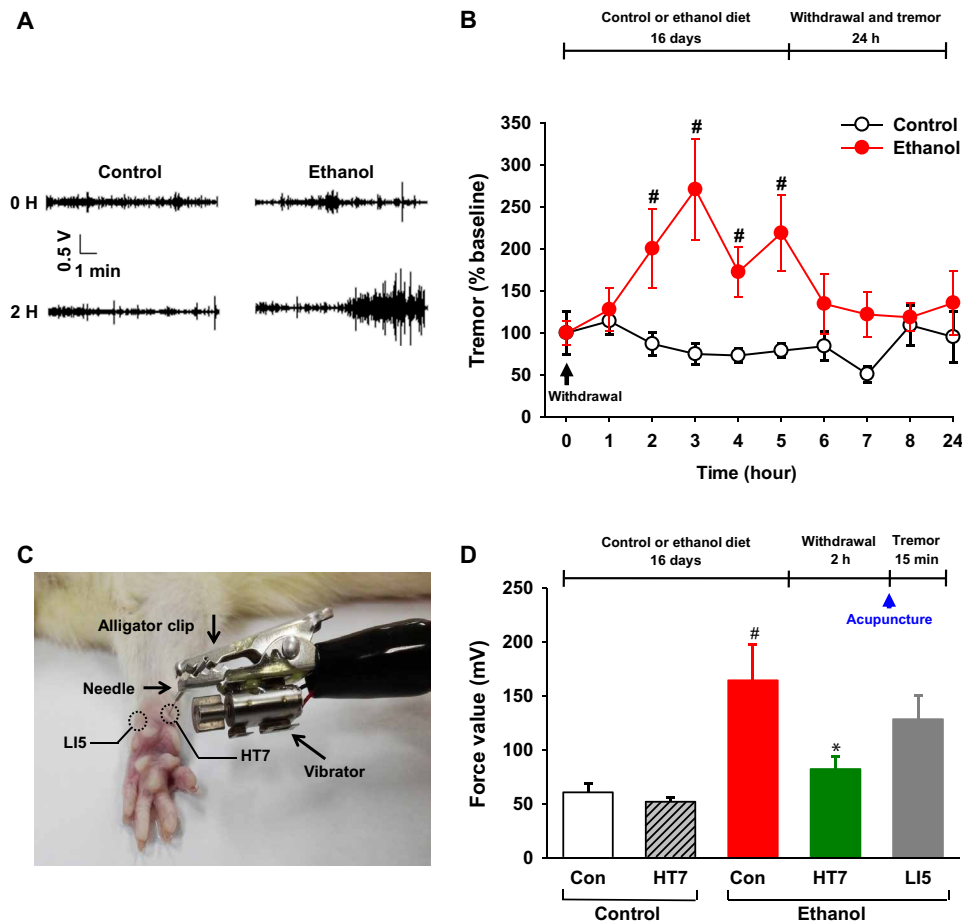 A
Control
Ethanol
0 H
0.5 V
1 min
2 H
B
Control or ethanol diet
16 days
Withdrawal and tremor
24 h
Tremor (% baseline)
350
300
250
200
150
100
50
0
# # # #
Control
Ethanol
Withdrawal
0 1 2 3 4 5 6 7 8 24
Time (hour)
C
Alligator clip
Needle
LI5
HT7
Vibrator
D
Control or ethanol diet
16 days
Withdrawal
2 h
Tremor
15 min
Acupuncture
Force value (mV)
250
200
150
100
50
0
#
*
Con HT7 Con HT7 LI5
Control Ethanol